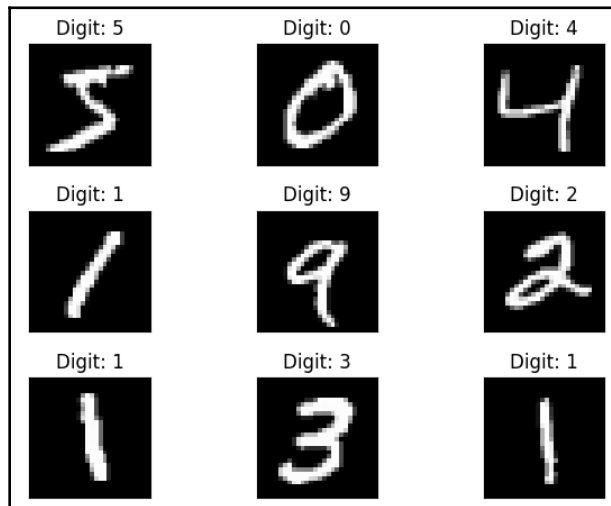 Digit: 5 Digit: 0 Digit: 4
5 0 4
Digit: 1 Digit: 9 Digit: 2
1 9 2
Digit: 1 Digit: 3 Digit: 1
1 3 1